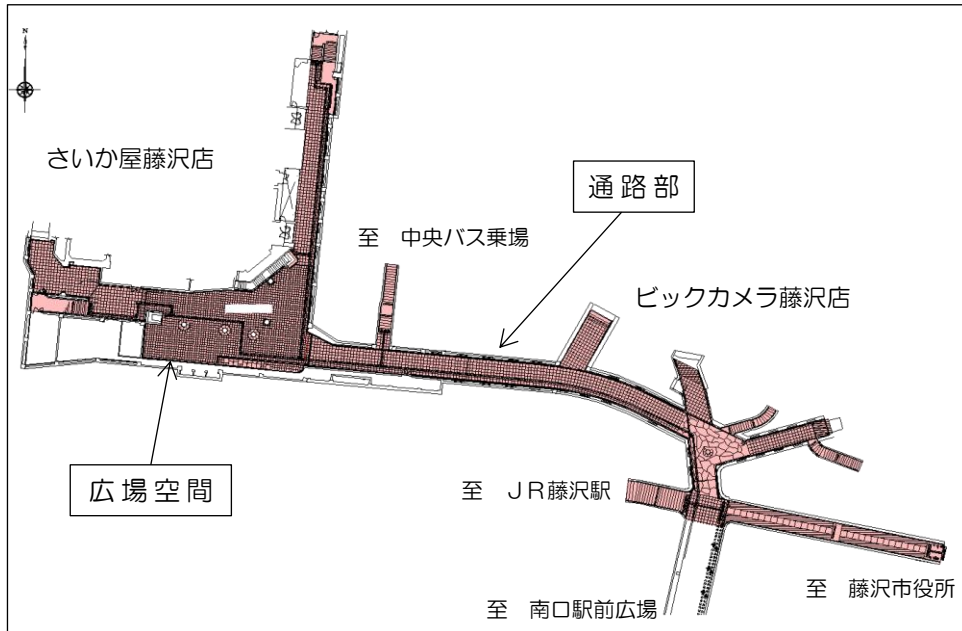 N
さいか屋藤沢店
通路部
至 中央バス乗場
ビックカメラ藤沢店
広場空間
至 JR藤沢駅
至 藤沢市役所
至 南口駅前広場